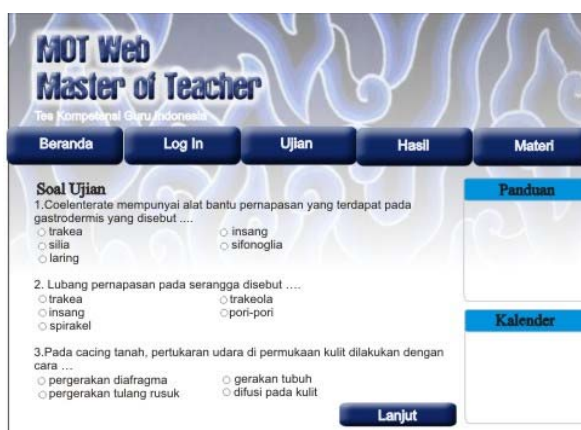 MOT Web
Master of Teacher
Tes Kompetensi Guru Indonesia
Beranda Log In Ujian Hasil Materi
Soal Ujian
1.Coelenterate mempunyai alat bantu pernapasan yang terdapat pada
gastrodermis yang disebut ....
trakea insang
silia sifonoglia
laring
2. Lubang pernapasan pada serangga disebut ....
trakea trakeola
insang pori-pori
spirakel
3.Pada cacing tanah, pertukaran udara di permukaan kulit dilakukan dengan
cara ...
pergerakan diafragma gerakan tubuh
pergerakan tulang rusuk difusi pada kulit
Lanjut
Panduan
Kalender